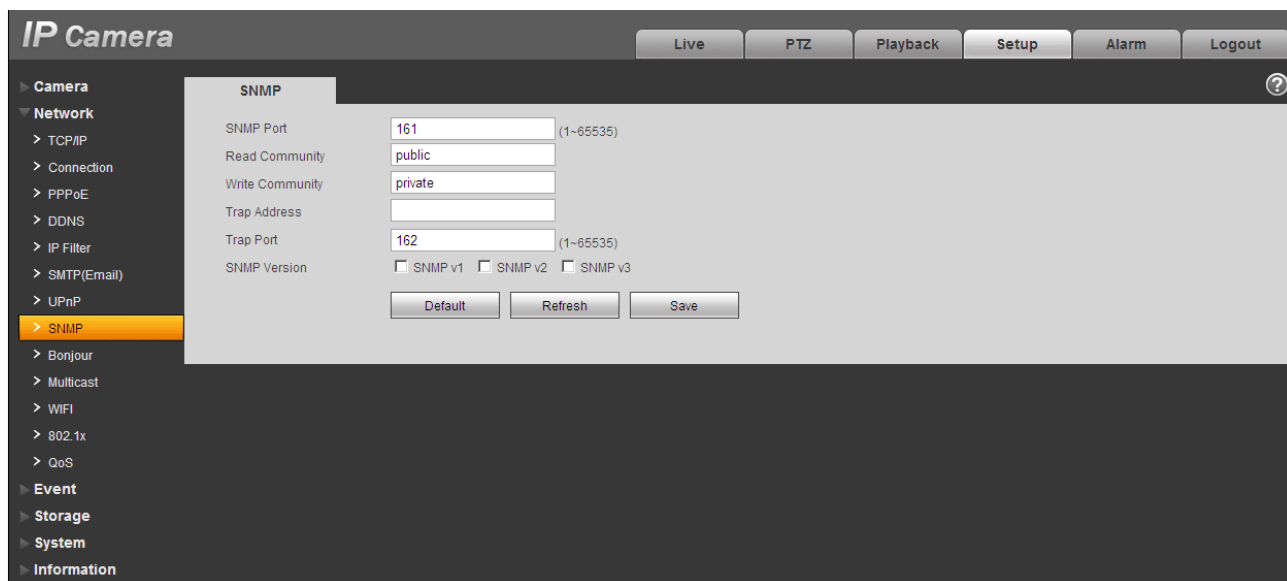 IP Camera
Live
PTZ
Playback
Setup
Alarm
Logout
Camera
Network
> TCP/IP
> Connection
> PPPoE
> DDNS
> IP Filter
> SMTP(Email)
> UPnP
> SNMP
> Bonjour
> Multicast
> WIFI
> 802.1x
> QoS
Event
Storage
System
Information
SNMP
?
SNMP Port 161 (1~65535)
Read Community public
Write Community private
Trap Address
Trap Port 162 (1~65535)
SNMP Version SNMP v1 SNMP v2 SNMP v3
Default Refresh Save